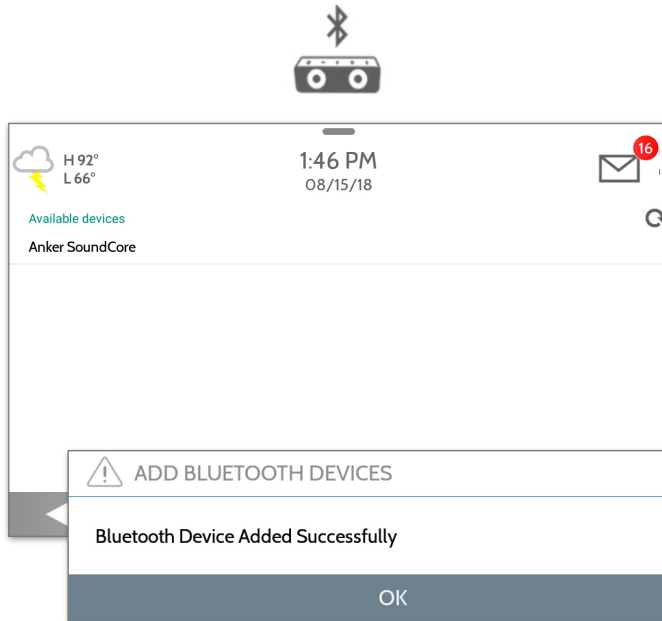 H 92°
L 66°
1:46 PM
08/15/18
16
Available devices
Anker SoundCore
ADD BLUETOOTH DEVICES
Bluetooth Device Added Successfully
OK